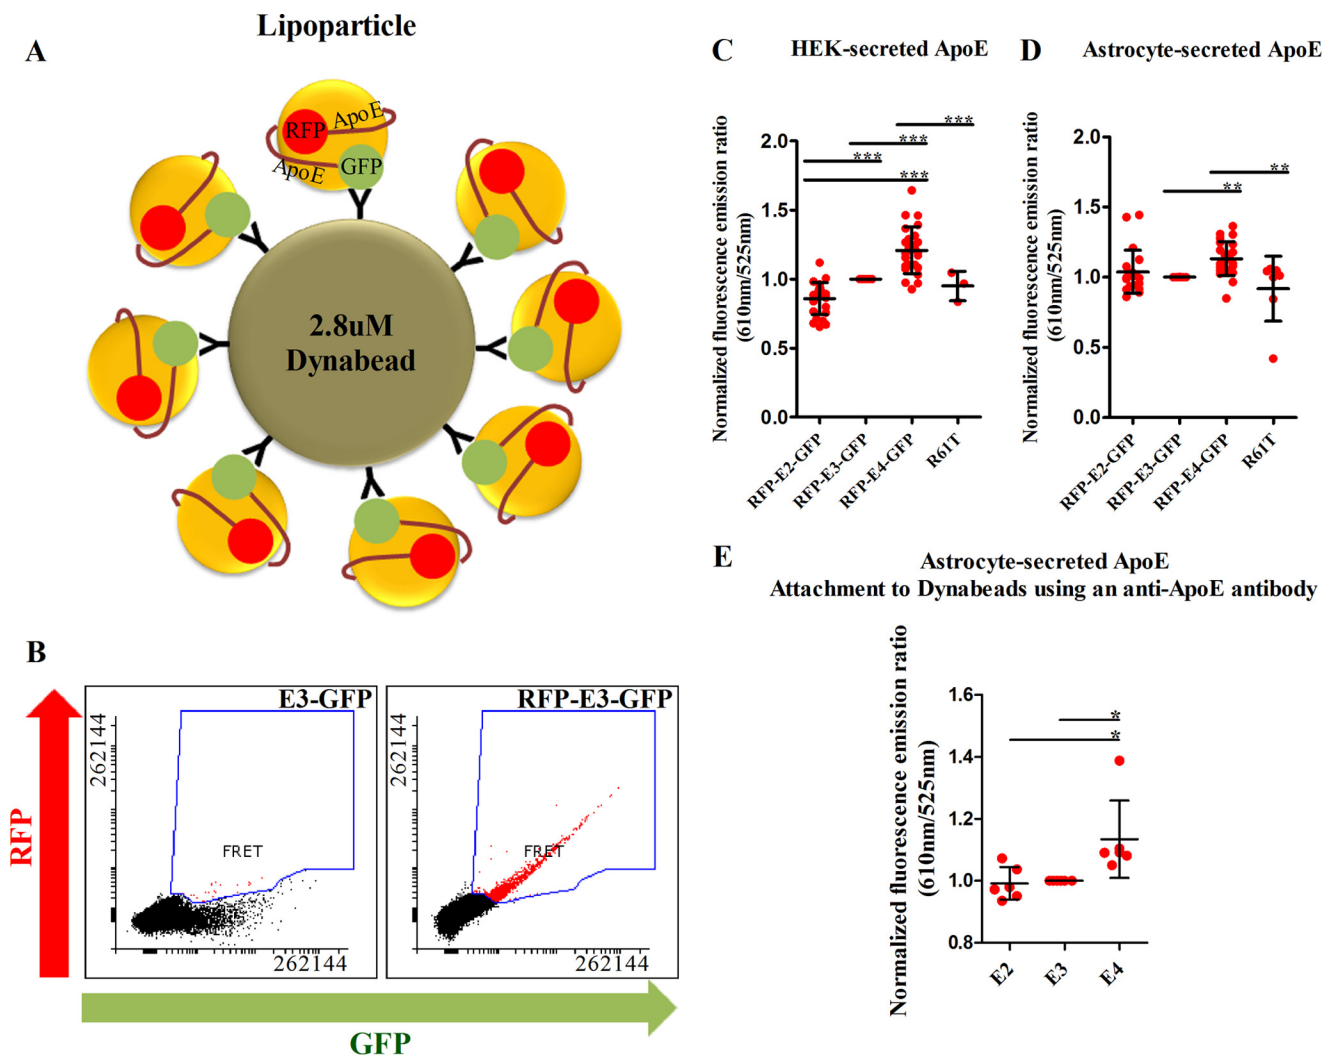 Lipoparticle
A
RFP
ApoE
ApoE
GFP
2.8uM
Dynabead
B
E3-GFP
262144
FRET
262144
RFP-E3-GFP
262144
FRET
262144
RFP
GFP
C
HEK-secreted ApoE
Normalized fluorescence emission ratio
(610nm/525nm)
2.0
1.5
1.0
0.5
0.0
***
***
***
***
RFP-E2-GFP
RFP-E3-GFP
RFP-E4-GFP
R61T
D
Astrocyte-secreted ApoE
Normalized fluorescence emission ratio
(610nm/525nm)
2.0
1.5
1.0
0.5
0.0
**
**
RFP-E2-GFP
RFP-E3-GFP
RFP-E4-GFP
R61T
E
Astrocyte-secreted ApoE
Attachment to Dynabeads using an anti-ApoE antibody
Normalized fluorescence emission ratio
(610nm/525nm)
1.6
1.4
1.2
1.0
0.8
*
*
E2
E3
E4